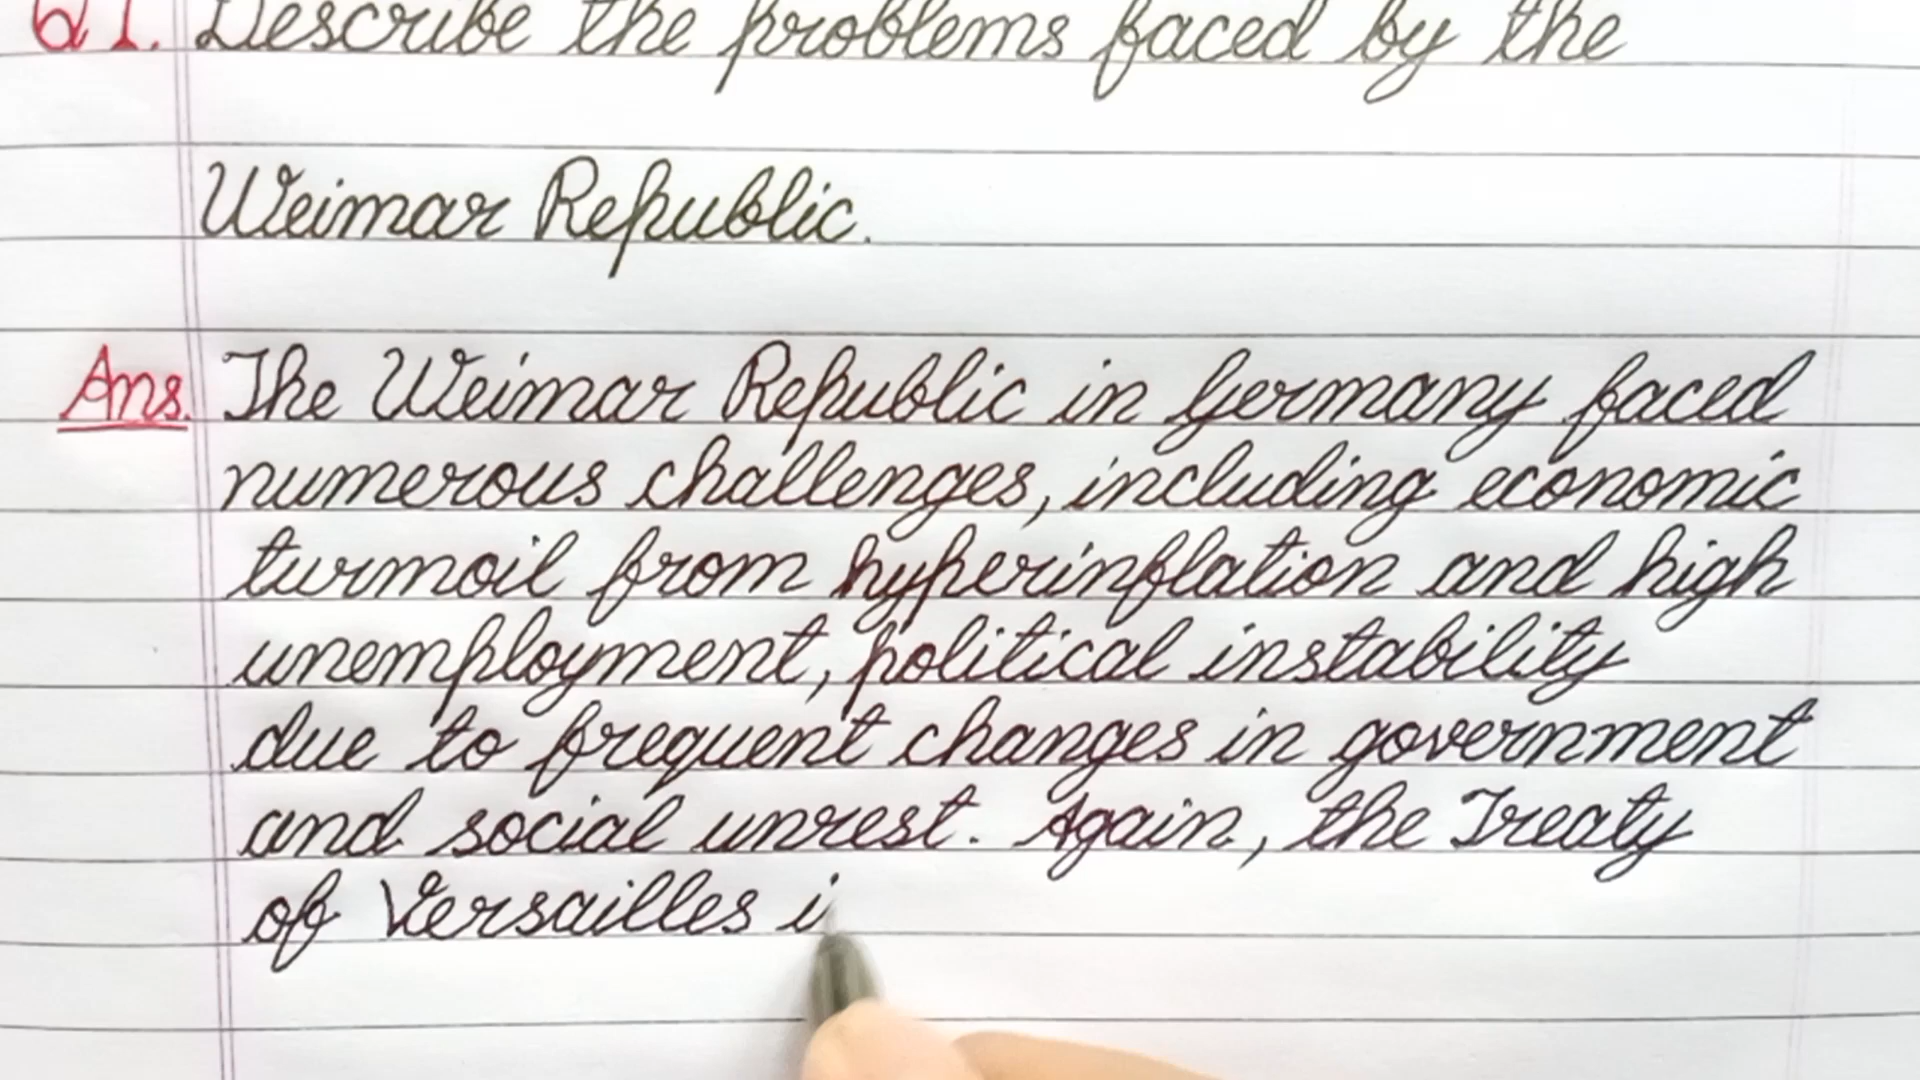 Q1. Describe the problems faced by the
Weimar Republic.
Ans. The Weimar Republic in Germany faced
numerous challenges, including economic
turmoil from hyperinflation and high
unemployment, political instability
due to frequent changes in government
and social unrest. Again, the Treaty
of Versailles i